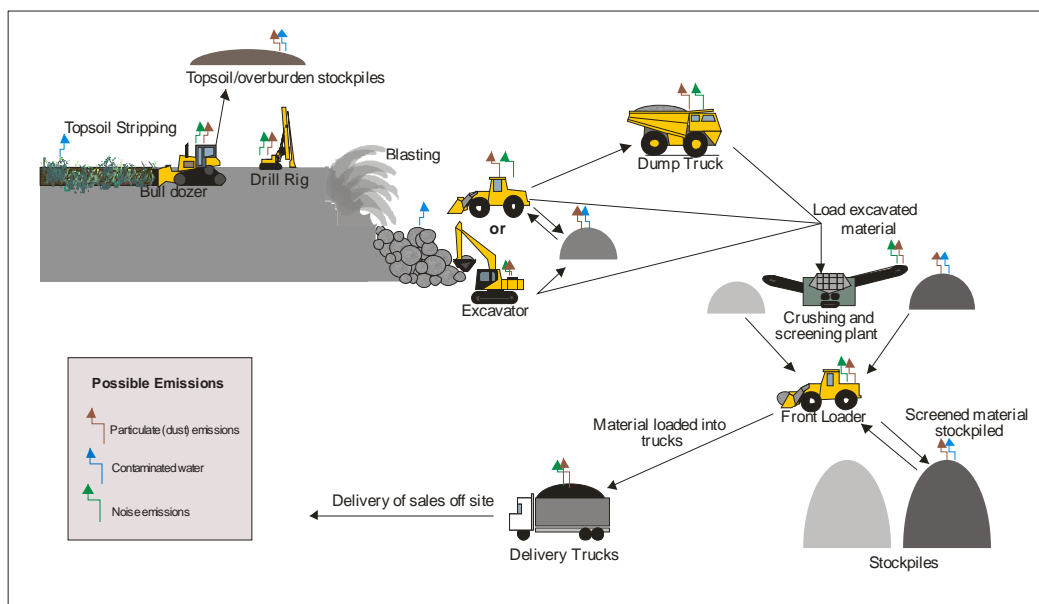 Topsoil/overburden stockpiles
Topsoil Stripping
Bull dozer
Drill Rig
Blasting
or
Excavator
Dump Truck
Load excavated
material
Crushing and
screening plant
Front Loader
Screened material
stockpiled
Material loaded into
trucks
Delivery of sales off site
Delivery Trucks
Stockpiles
Possible Emissions
Particulate (dust) emissions
Contaminated water
Noise emissions